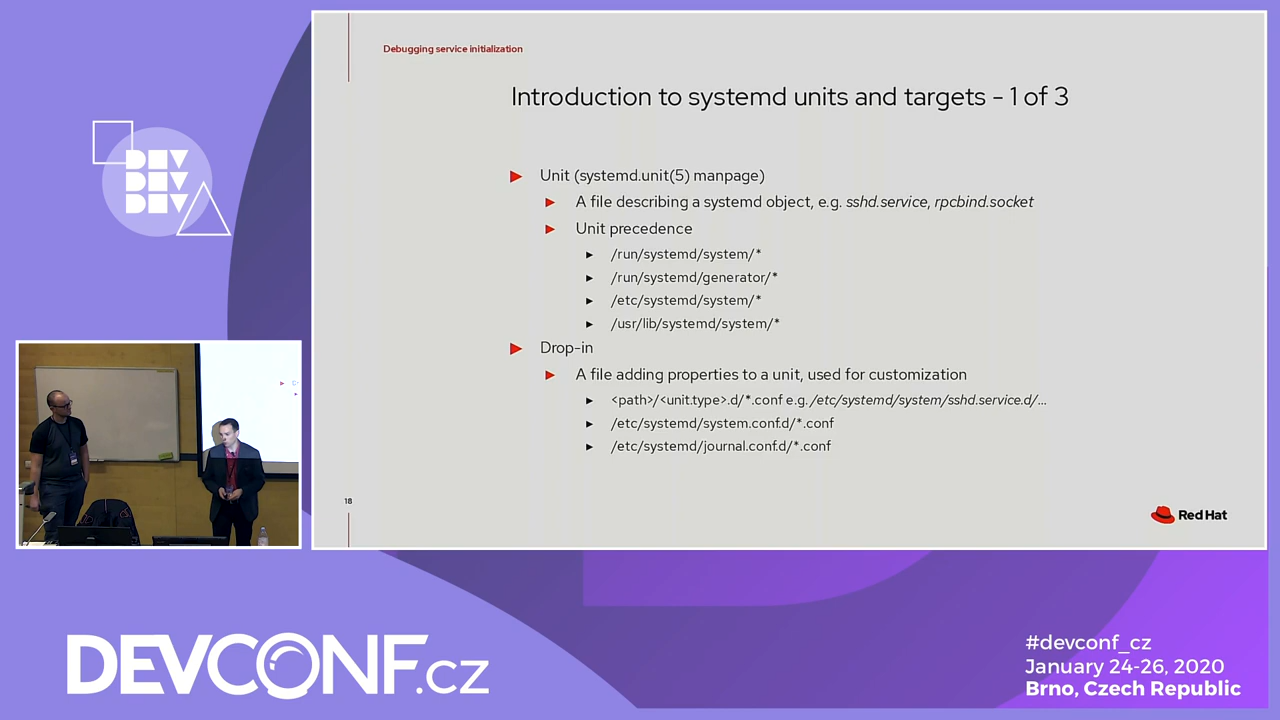 DEV
DEV
DEV
Debugging service initialization
Introduction to systemd units and targets - 1 of 3
Unit (systemd.unit(5) manpage)
A file describing a systemd object, e.g. sshd.service, rpcbind.socket
Unit precedence
/run/systemd/system/*
/run/systemd/generator/*
/etc/systemd/system/*
/usr/lib/systemd/system/*
Drop-in
A file adding properties to a unit, used for customization
<path>/<unit.type>.d/*.conf e.g. /etc/systemd/system/sshd.service.d/...
/etc/systemd/system.conf.d/*.conf
/etc/systemd/journal.conf.d/*.conf
18
Red Hat
DEVCONF.cz
#devconf_cz
January 24-26, 2020
Brno, Czech Republic